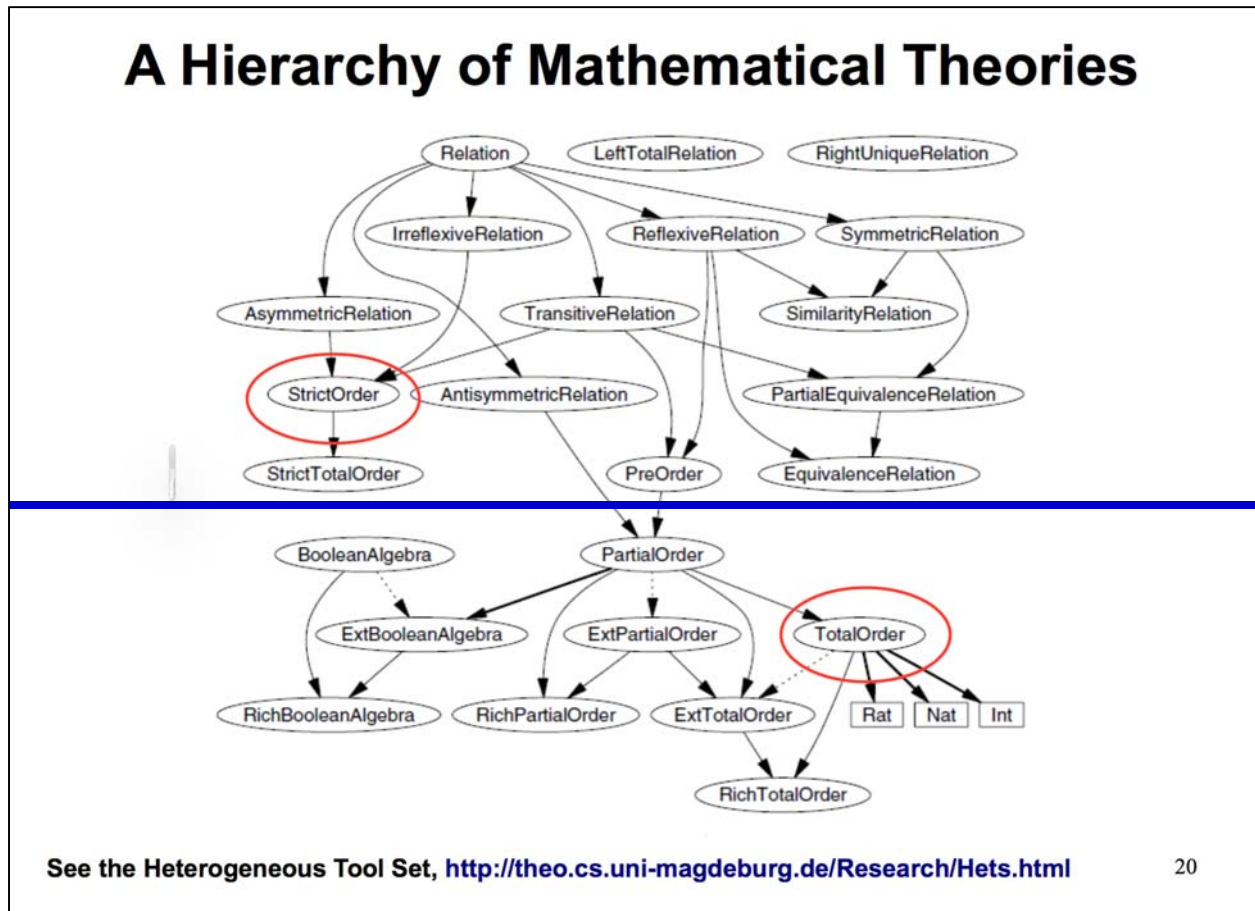 A Hierarchy of Mathematical Theories
Relation LeftTotalRelation RightUniqueRelation
IrreflexiveRelation ReflexiveRelation SymmetricRelation
AsymmetricRelation TransitiveRelation SimilarityRelation
StrictOrder AntisymmetricRelation PartialEquivalenceRelation
StrictTotalOrder PreOrder EquivalenceRelation
BooleanAlgebra PartialOrder
ExtBooleanAlgebra ExtPartialOrder TotalOrder
RichBooleanAlgebra RichPartialOrder ExtTotalOrder Rat Nat Int
RichTotalOrder
See the Heterogeneous Tool Set, http://theo.cs.uni-magdeburg.de/Research/Hets.html 20